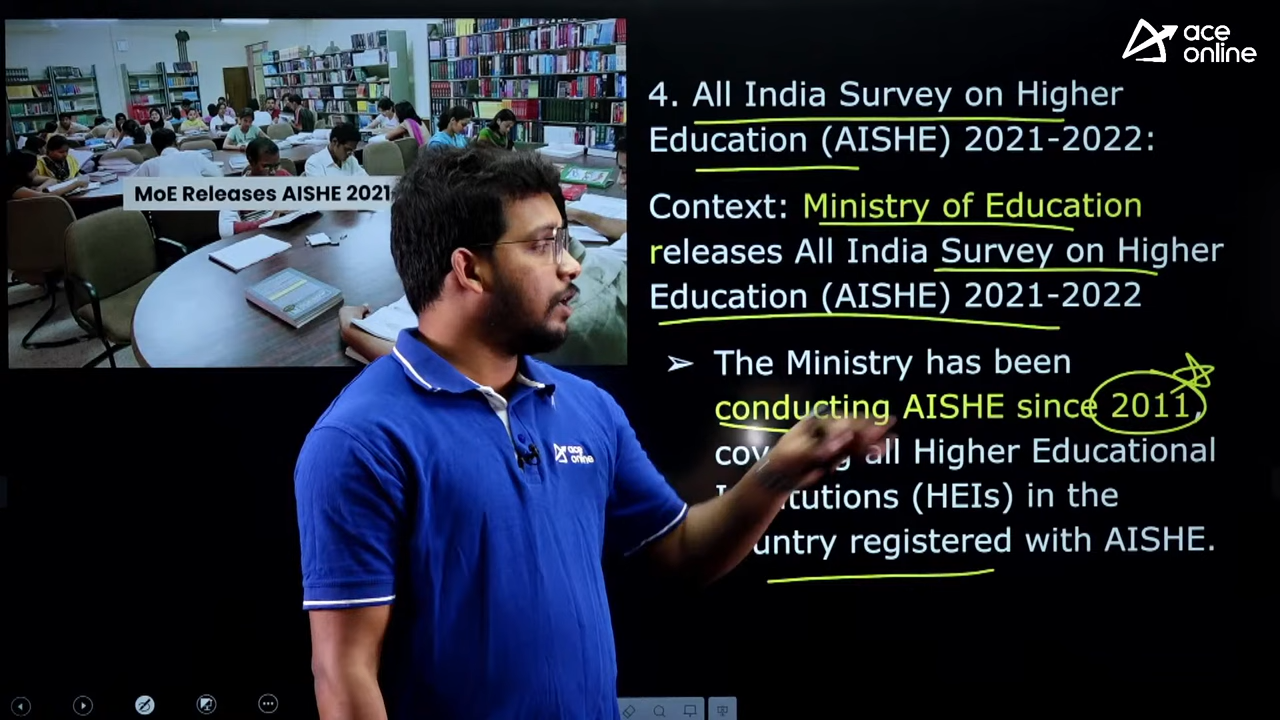 ace
online
4. All India Survey on Higher
Education (AISHE) 2021-2022:
MoE Releases AISHE 2021
Context: Ministry of Education
releases All India Survey on Higher
Education (AISHE) 2021-2022
➢ The Ministry has been
conducting AISHE since 2011,
all Higher Educational
(HEIs) in the
registered with AISHE.
ace
online